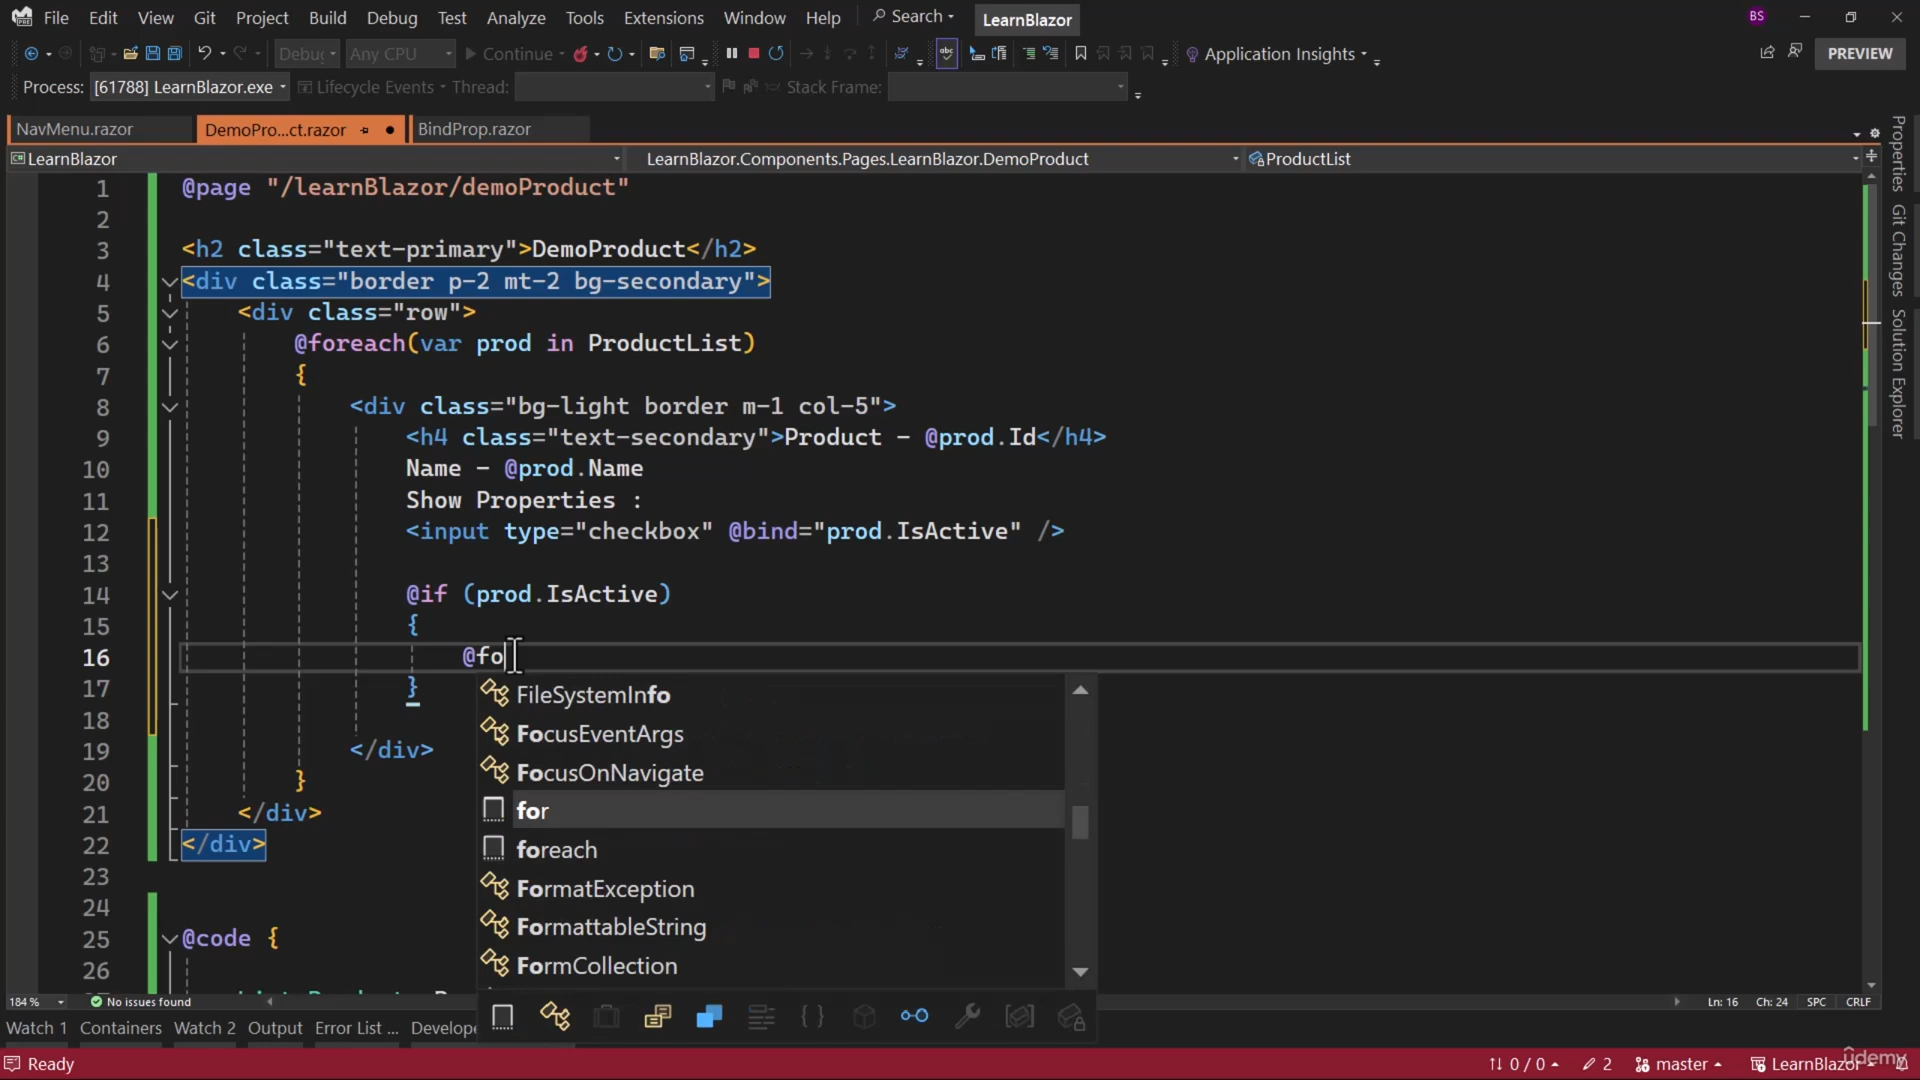 File Edit View Git Project Build Debug Test Analyze Tools Extensions Window Help Search LearnBlazor BS
Debug Any CPU Continue Application Insights PREVIEW
Process: [61788] LearnBlazor.exe Lifecycle Events Thread: Stack Frame:
NavMenu.razor DemoPro...ct.razor BindProp.razor
LearnBlazor LearnBlazor.Components.Pages.LearnBlazor.DemoProduct ProductList
1 @page "/learnBlazor/demoProduct"
2
3 <h2 class="text-primary">DemoProduct</h2>
4 <div class="border p-2 mt-2 bg-secondary">
5 <div class="row">
6 @foreach(var prod in ProductList)
7 {
8 <div class="bg-light border m-1 col-5">
9 <h4 class="text-secondary">Product - @prod.Id</h4>
10 Name - @prod.Name
11 Show Properties :
12 <input type="checkbox" @bind="prod.IsActive" />
13
14 @if (prod.IsActive)
15 {
16 @fo
17 }
18
19 </div>
20 }
21 </div>
22 </div>
23
24
25 @code {
26
FileSystemInfo
FocusEventArgs
FocusOnNavigate
for
foreach
FormatException
FormattableString
FormCollection
Properties
Git Changes
Solution Explorer
184 % No issues found Ln: 16 Ch: 24 SPC CRLF
Watch 1 Containers Watch 2 Output Error List ... Develope
Ready 0 / 0 2 master LearnBlazor
udemy